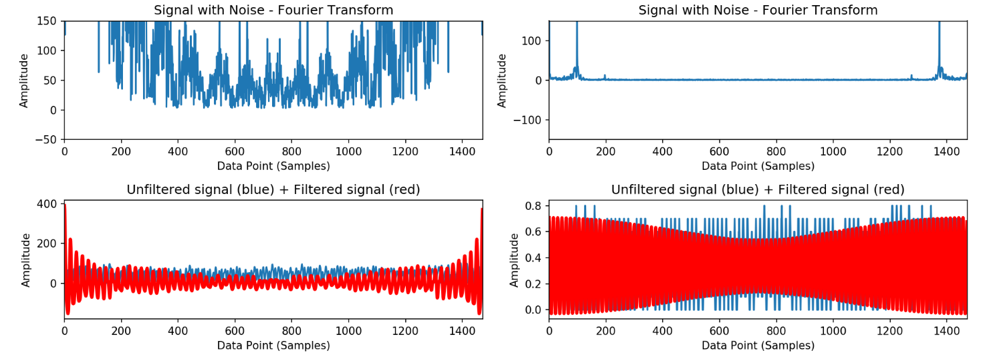 Signal with Noise - Fourier Transform
Amplitude
150
100
50
0
−50
0 200 400 600 800 1000 1200 1400
Data Point (Samples)
Signal with Noise - Fourier Transform
Amplitude
100
0
−100
0 200 400 600 800 1000 1200 1400
Data Point (Samples)
Unfiltered signal (blue) + Filtered signal (red)
Amplitude
400
200
0
0 200 400 600 800 1000 1200 1400
Data Point (Samples)
Unfiltered signal (blue) + Filtered signal (red)
Amplitude
0.8
0.6
0.4
0.2
0.0
0 200 400 600 800 1000 1200 1400
Data Point (Samples)